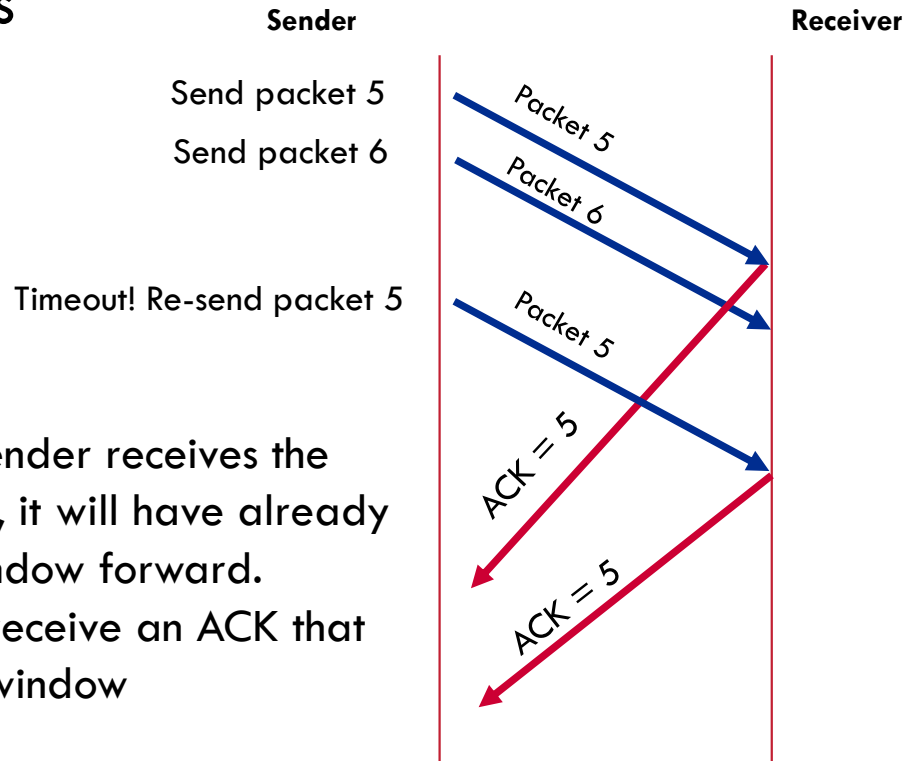 s
Sender
Receiver
Send packet 5
Packet 5
Send packet 6
Packet 6
Timeout! Re-send packet 5
Packet 5
ender receives the
, it will have already
ndow forward.
eceive an ACK that
window
ACK = 5
ACK = 5